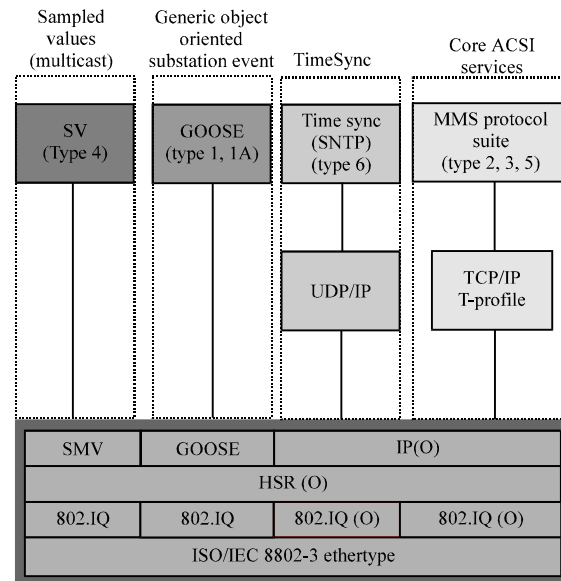 Sampled
values
(multicast)
Generic object
oriented
substation event
TimeSync
Core ACSI
services
SV
(Type 4)
GOOSE
(type 1, 1A)
Time sync
(SNTP)
(type 6)
MMS protocol
suite
(type 2, 3, 5)
UDP/IP
TCP/IP
T-profile
SMV
GOOSE
IP(O)
HSR (O)
802.IQ
802.IQ
802.IQ (O)
802.IQ (O)
ISO/IEC 8802-3 ethertype